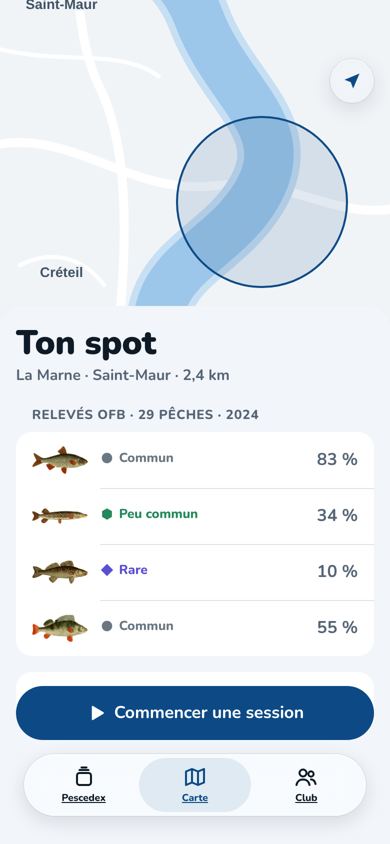 Saint-Maur
Créteil
Ton spot
La Marne · Saint-Maur · 2,4 km
RELEVÉS OFB · 29 PÊCHES · 2024
Commun 83 %
Peu commun 34 %
Rare 10 %
Commun 55 %
Commencer une session
Pescedex Carte Club